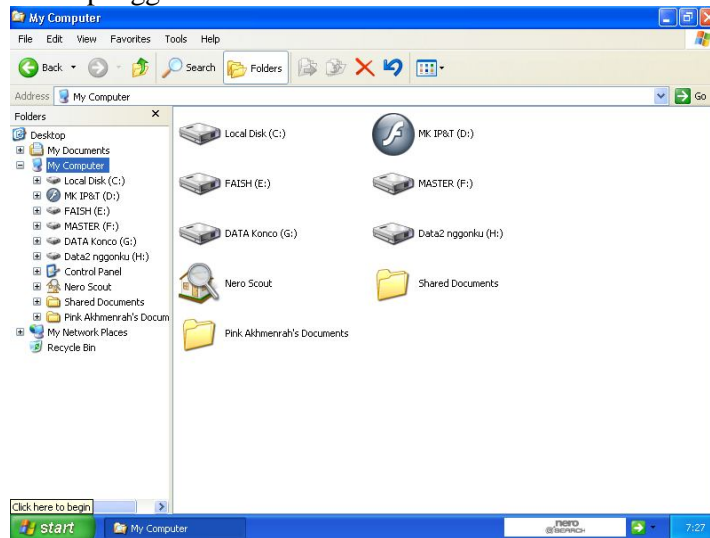 My Computer
File Edit View Favorites Tools Help
Back Search Folders
Address My Computer Go
Folders
Desktop
My Documents
My Computer
Local Disk (C:)
MK IP&T (D:)
FAISH (E:)
MASTER (F:)
DATA Konco (G:)
Data2 nggonku (H:)
Control Panel
Nero Scout
Shared Documents
Pink Akhmenrah's Docum
My Network Places
Recycle Bin
Local Disk (C:) MK IP&T (D:)
FAISH (E:) MASTER (F:)
DATA Konco (G:) Data2 nggonku (H:)
Nero Scout Shared Documents
Pink Akhmenrah's Documents
Click here to begin
start My Computer nero SEARCH 7:27